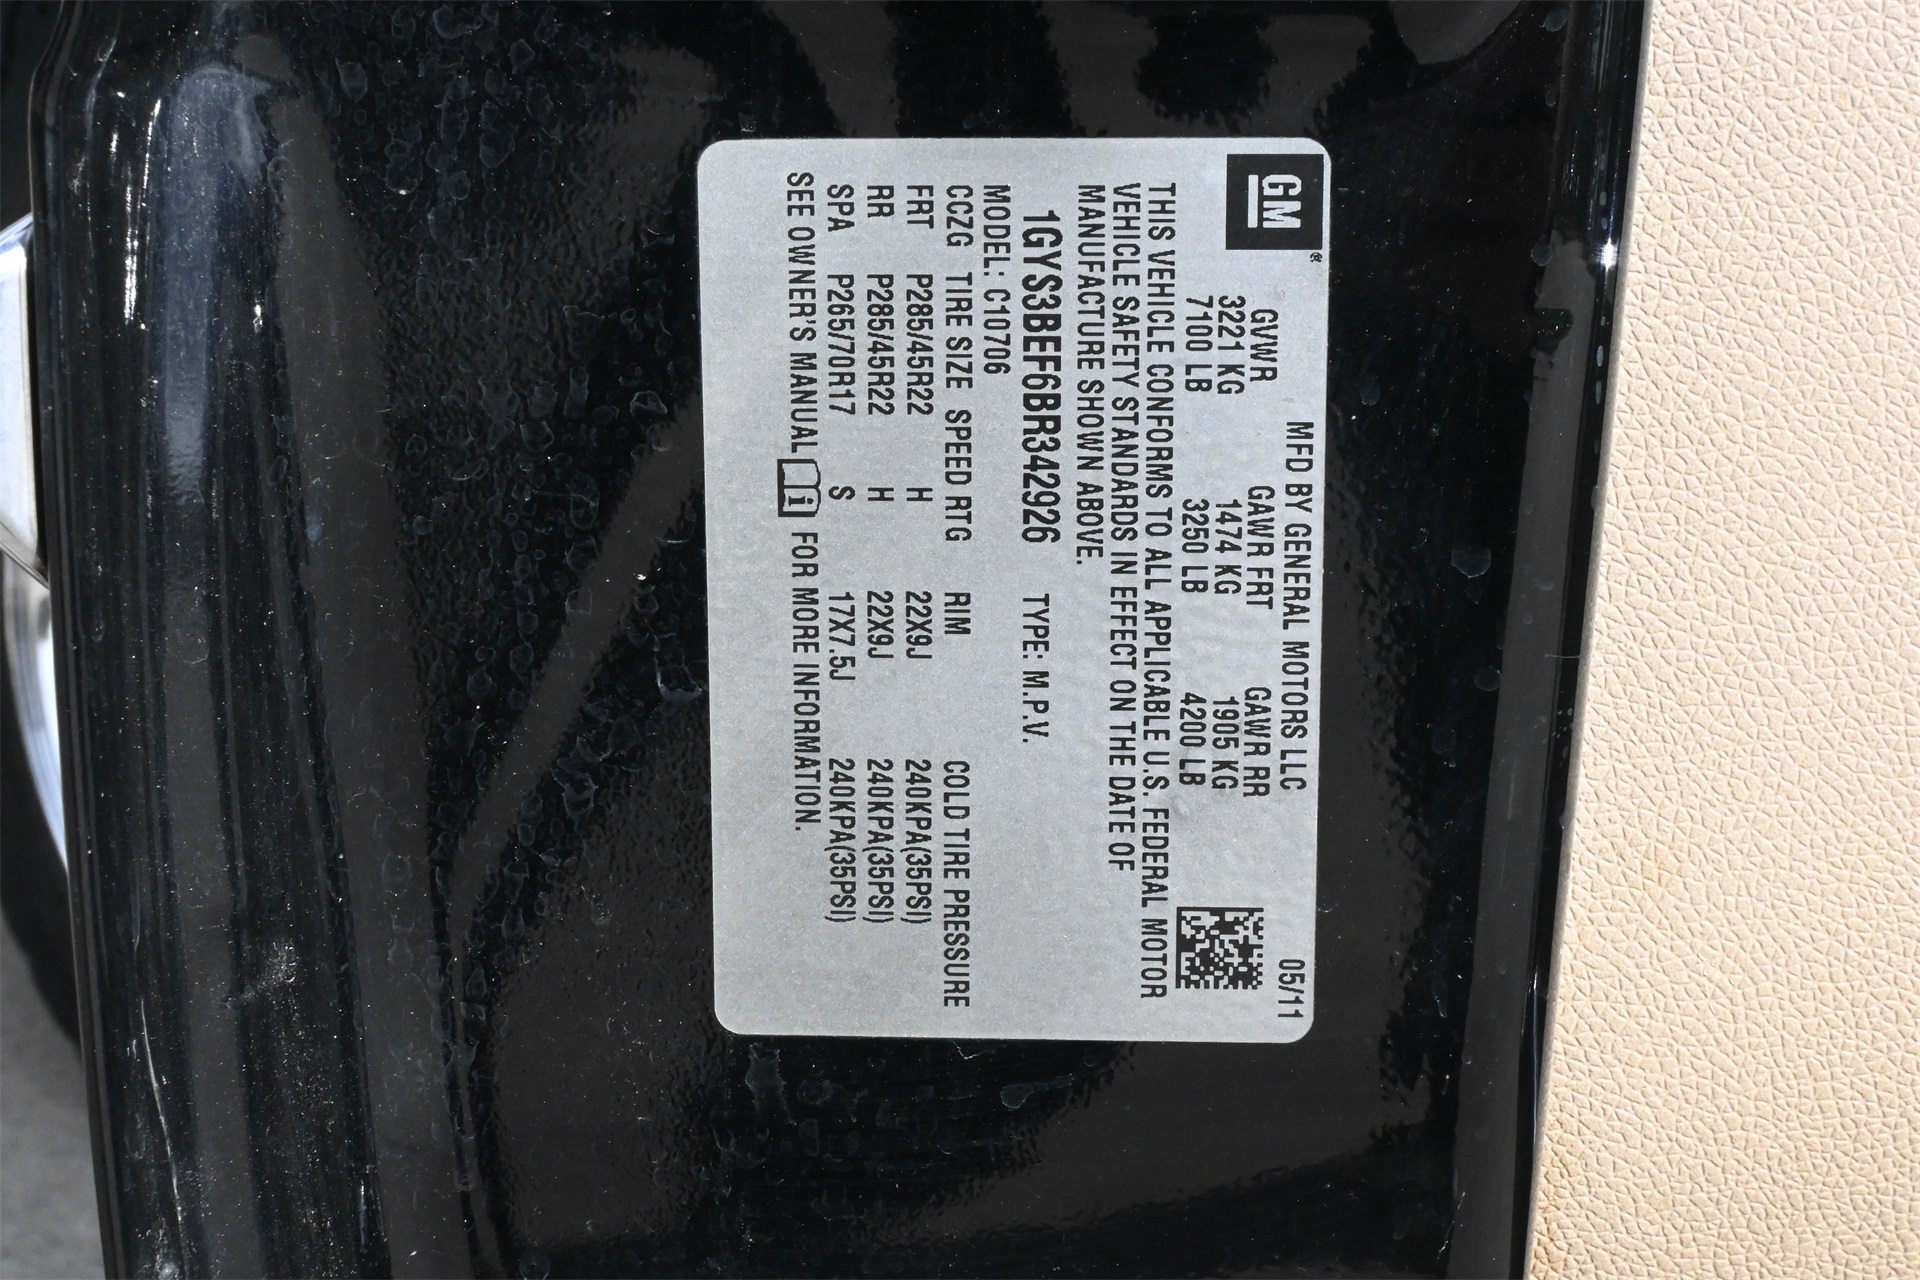 GM®
MFD BY GENERAL MOTORS LLC 05/11
GVWR GAWR FRT GAWR RR
3221 KG 1474 KG 1905 KG
7100 LB 3250 LB 4200 LB
THIS VEHICLE CONFORMS TO ALL APPLICABLE U.S. FEDERAL MOTOR
VEHICLE SAFETY STANDARDS IN EFFECT ON THE DATE OF
MANUFACTURE SHOWN ABOVE.
1GYS3BEF6BR342926 TYPE: M.P.V.
MODEL: C10706
CCZG TIRE SIZE SPEED RTG RIM COLD TIRE PRESSURE
FRT P285/45R22 H 22X9J 240KPA(35PSI)
RR P285/45R22 H 22X9J 240KPA(35PSI)
SPA P265/70R17 S 17X7.5J 240KPA(35PSI)
SEE OWNER'S MANUAL i FOR MORE INFORMATION.